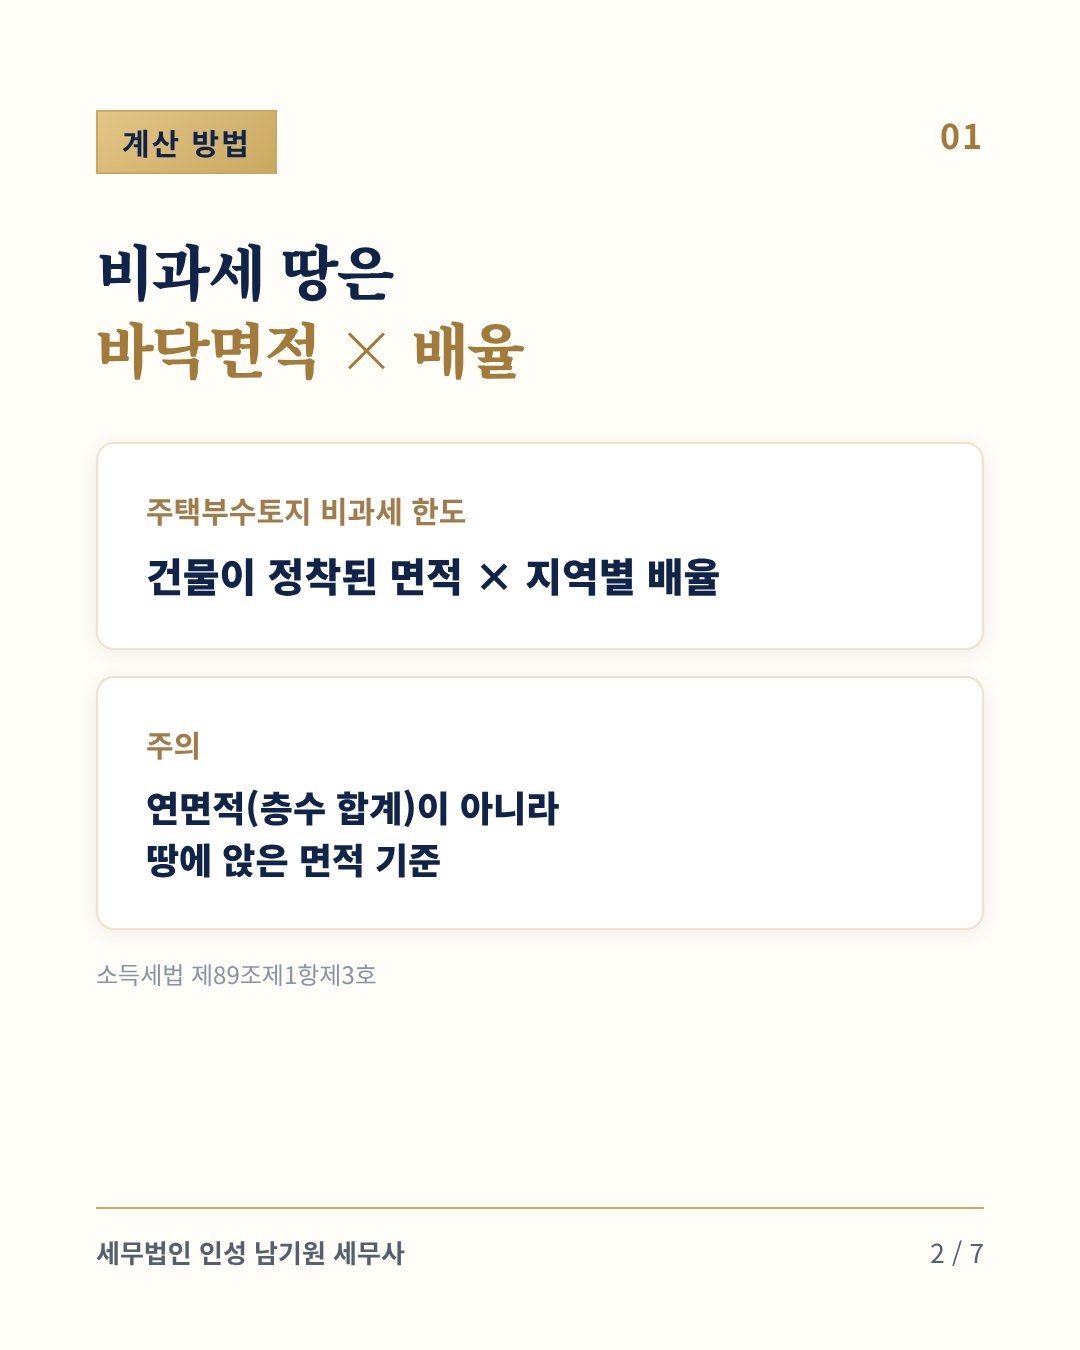 계산 방법
01
비과세 땅은
바닥면적 × 배율
주택부수토지 비과세 한도
건물이 정착된 면적 × 지역별 배율
주의
연면적(층수 합계)이 아니라
땅에 앉은 면적 기준
소득세법 제89조제1항제3호
세무법인 인성 남기원 세무사
2 / 7